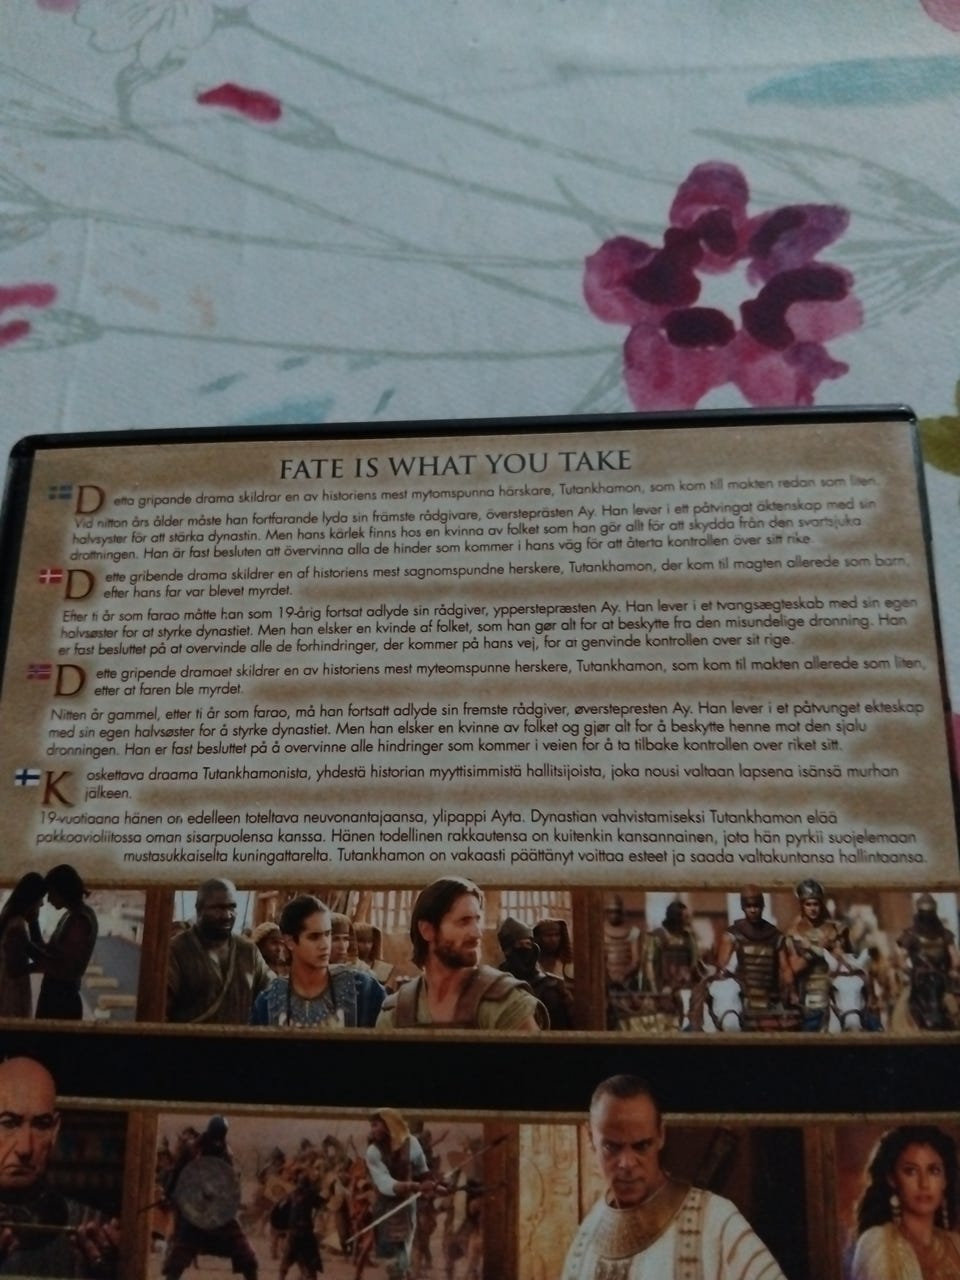 FATE IS WHAT YOU TAKE
Detta gripande drama skildrar en av historiens mest mytomspunna härskare, Tutankhamon, som kom till makten redan som liten.
Vid nitton års ålder måste han fortfarande lyda sin främste rådgivare, översteprästen Ay. Han lever i ett påtvingat äktenskap med sin
halvsyster för att stärka dynastin. Men hans kärlek finns hos en kvinna av folket som han gör allt för att skydda från den svartsjuka
drottningen. Han är fast besluten att övervinna alla de hinder som kommer i hans väg för att återta kontrollen över sitt rike.
Dette gribende drama skildrer en af historiens mest sagnomspundne herskere, Tutankhamon, der kom til magten allerede som barn,
efter hans far var blevet myrdet.
Efter ti år som farao måtte han som 19-årig fortsat adlyde sin rådgiver, ypperstepræsten Ay. Han lever i et tvangsægteskab med sin egen
halvsøster for at styrke dynastiet. Men han elsker en kvinde af folket, som han gør alt for at beskytte fra den misundelige dronning. Han
er fast besluttet på at overvinde alle de forhindringer, der kommer på hans vej, for at genvinde kontrollen over sit rige.
Dette gripende dramaet skildrer en av historiens mest myteomspunne herskere, Tutankhamon, som kom til makten allerede som liten,
etter at faren ble myrdet.
Nitten år gammel, etter ti år som farao, må han fortsatt adlyde sin fremste rådgiver, øverstepresten Ay. Han lever i et påtvunget ekteskap
med sin egen halvsøster for å styrke dynastiet. Men han elsker en kvinne av folket og gjør alt for å beskytte henne mot den sjalu
dronningen. Han er fast besluttet på å overvinne alle hindringer som kommer i veien for å ta tilbake kontrollen over riket sitt.
Koskettava draama Tutankhamonista, yhdestä historian myyttisimmistä hallitsijoista, joka nousi valtaan lapsena isänsä murhan
jälkeen.
19-vuotiaana hänen on edelleen toteltava neuvonantajaansa, ylipappi Ayta. Dynastian vahvistamiseksi Tutankhamon elää
pakkoavioliitossa oman sisarpuolensa kanssa. Hänen todellinen rakkautensa on kuitenkin kansannainen, jota hän pyrkii suojelemaan
mustasukkaiselta kuningattarelta. Tutankhamon on vakaasti päättänyt voittaa esteet ja saada valtakuntansa hallintaansa.